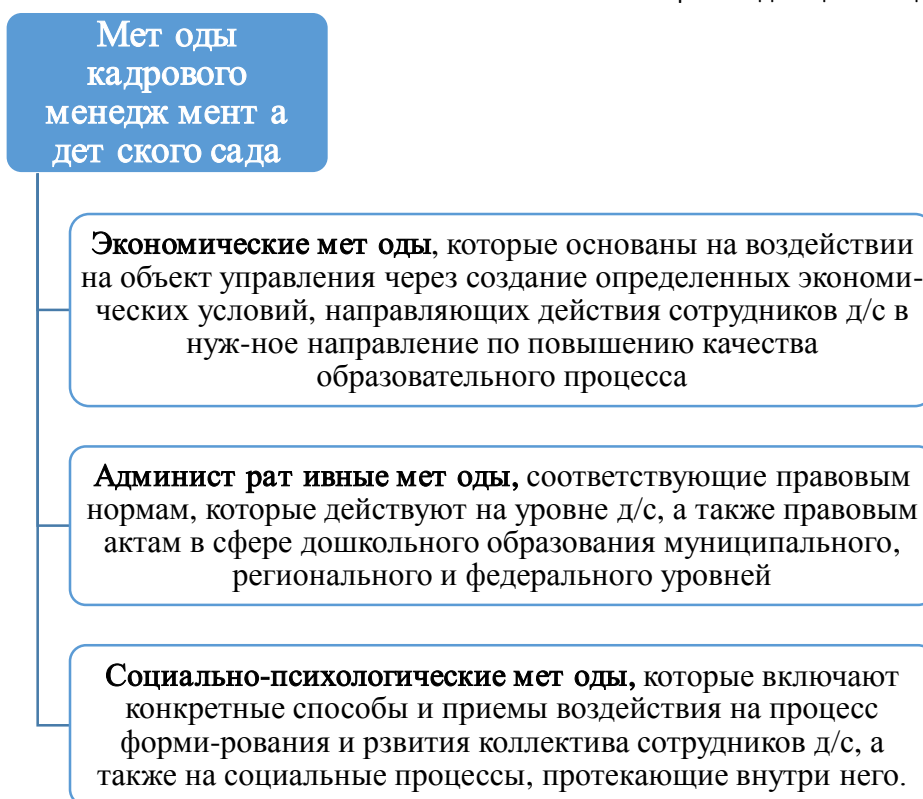 Мет оды
кадрового
менедж мент а
дет ского сада
Экономические мет оды, которые основаны на воздействии
на объект управления через создание определенных экономи-
ческих условий, направляющих действия сотрудников д/с в
нуж-ное направление по повышению качества
образовательного процесса
Админист рат ивные мет оды, соответствующие правовым
нормам, которые действуют на уровне д/с, а также правовым
актам в сфере дошкольного образования муниципального,
регионального и федерального уровней
Социально-психологические мет оды, которые включают
конкретные способы и приемы воздействия на процесс
форми-рования и рзвития коллектива сотрудников д/с, а
также на социальные процессы, протекающие внутри него.